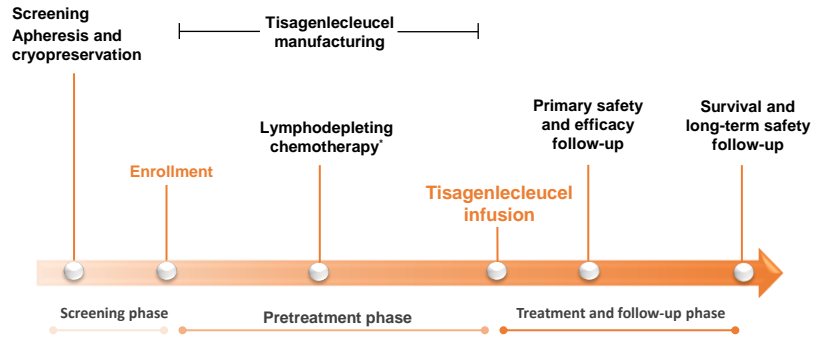 Screening
Apheresis and
cryopreservation
Tisagenlecleucel
manufacturing
Enrollment
Lymphodepleting
chemotherapy*
Tisagenlecleucel
infusion
Primary safety
and efficacy
follow-up
Survival and
long-term safety
follow-up
Screening phase
Pretreatment phase
Treatment and follow-up phase